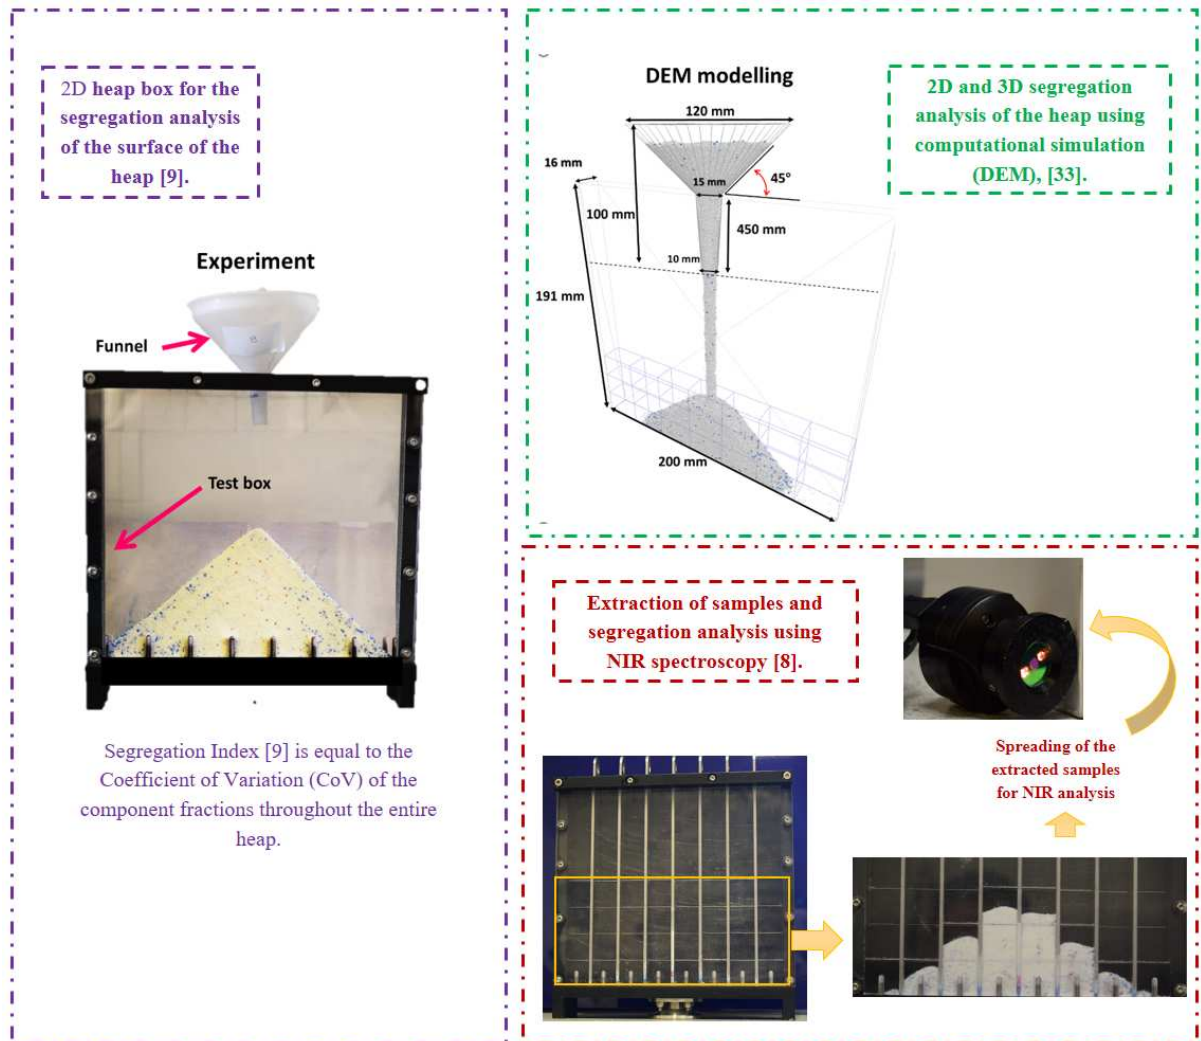 2D heap box for the
segregation analysis
of the surface of the
heap [9].
Experiment
Funnel
Test box
Segregation Index [9] is equal to the
Coefficient of Variation (CoV) of the
component fractions throughout the entire
heap.
DEM modelling
120 mm
16 mm
15 mm
45°
100 mm
450 mm
10 mm
191 mm
200 mm
2D and 3D segregation
analysis of the heap using
computational simulation
(DEM), [33].
Extraction of samples and
segregation analysis using
NIR spectroscopy [8].
Spreading of the
extracted samples
for NIR analysis